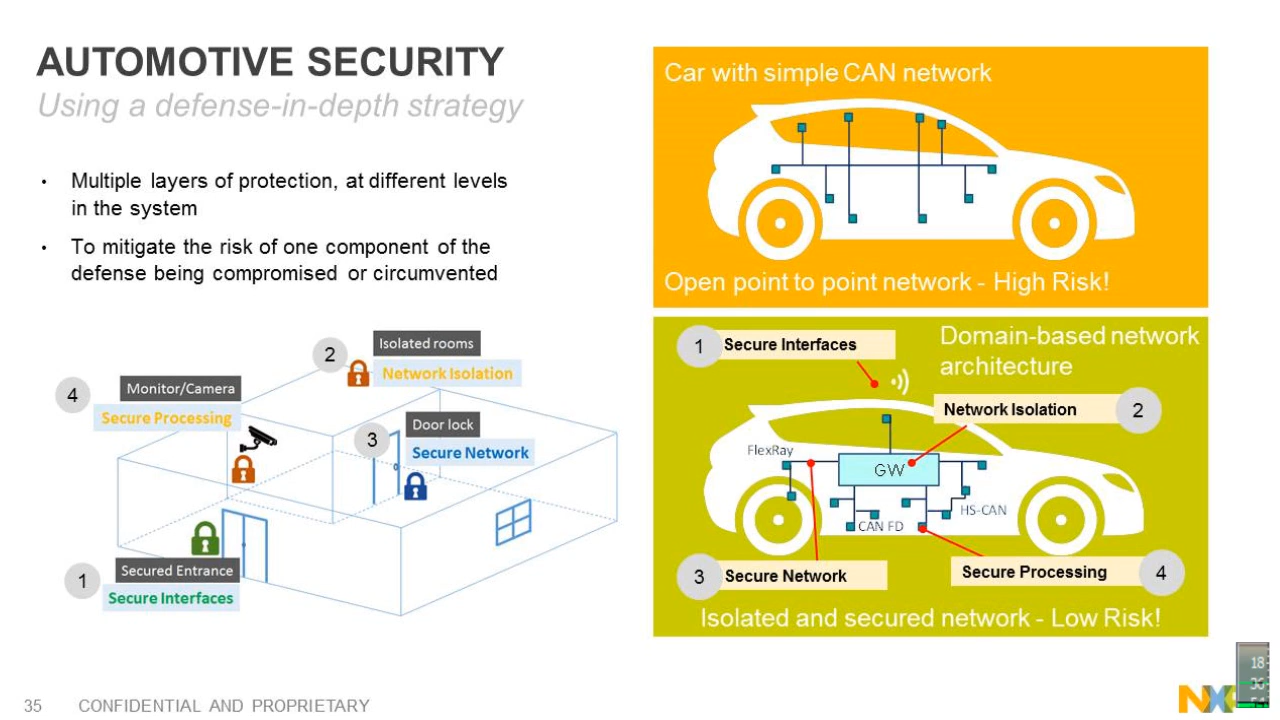 AUTOMOTIVE SECURITY
Using a defense-in-depth strategy
• Multiple layers of protection, at different levels
in the system
• To mitigate the risk of one component of the
defense being compromised or circumvented
2
Isolated rooms
Network Isolation
4
Monitor/Camera
Secure Processing
3
Door lock
Secure Network
1
Secured Entrance
Secure Interfaces
Car with simple CAN network
Open point to point network - High Risk!
1 Secure Interfaces
Domain-based network
architecture
Network Isolation 2
FlexRay
GW
HS-CAN
CAN FD
3 Secure Network
Secure Processing 4
Isolated and secured network - Low Risk!
35 CONFIDENTIAL AND PROPRIETARY
NX
18
36